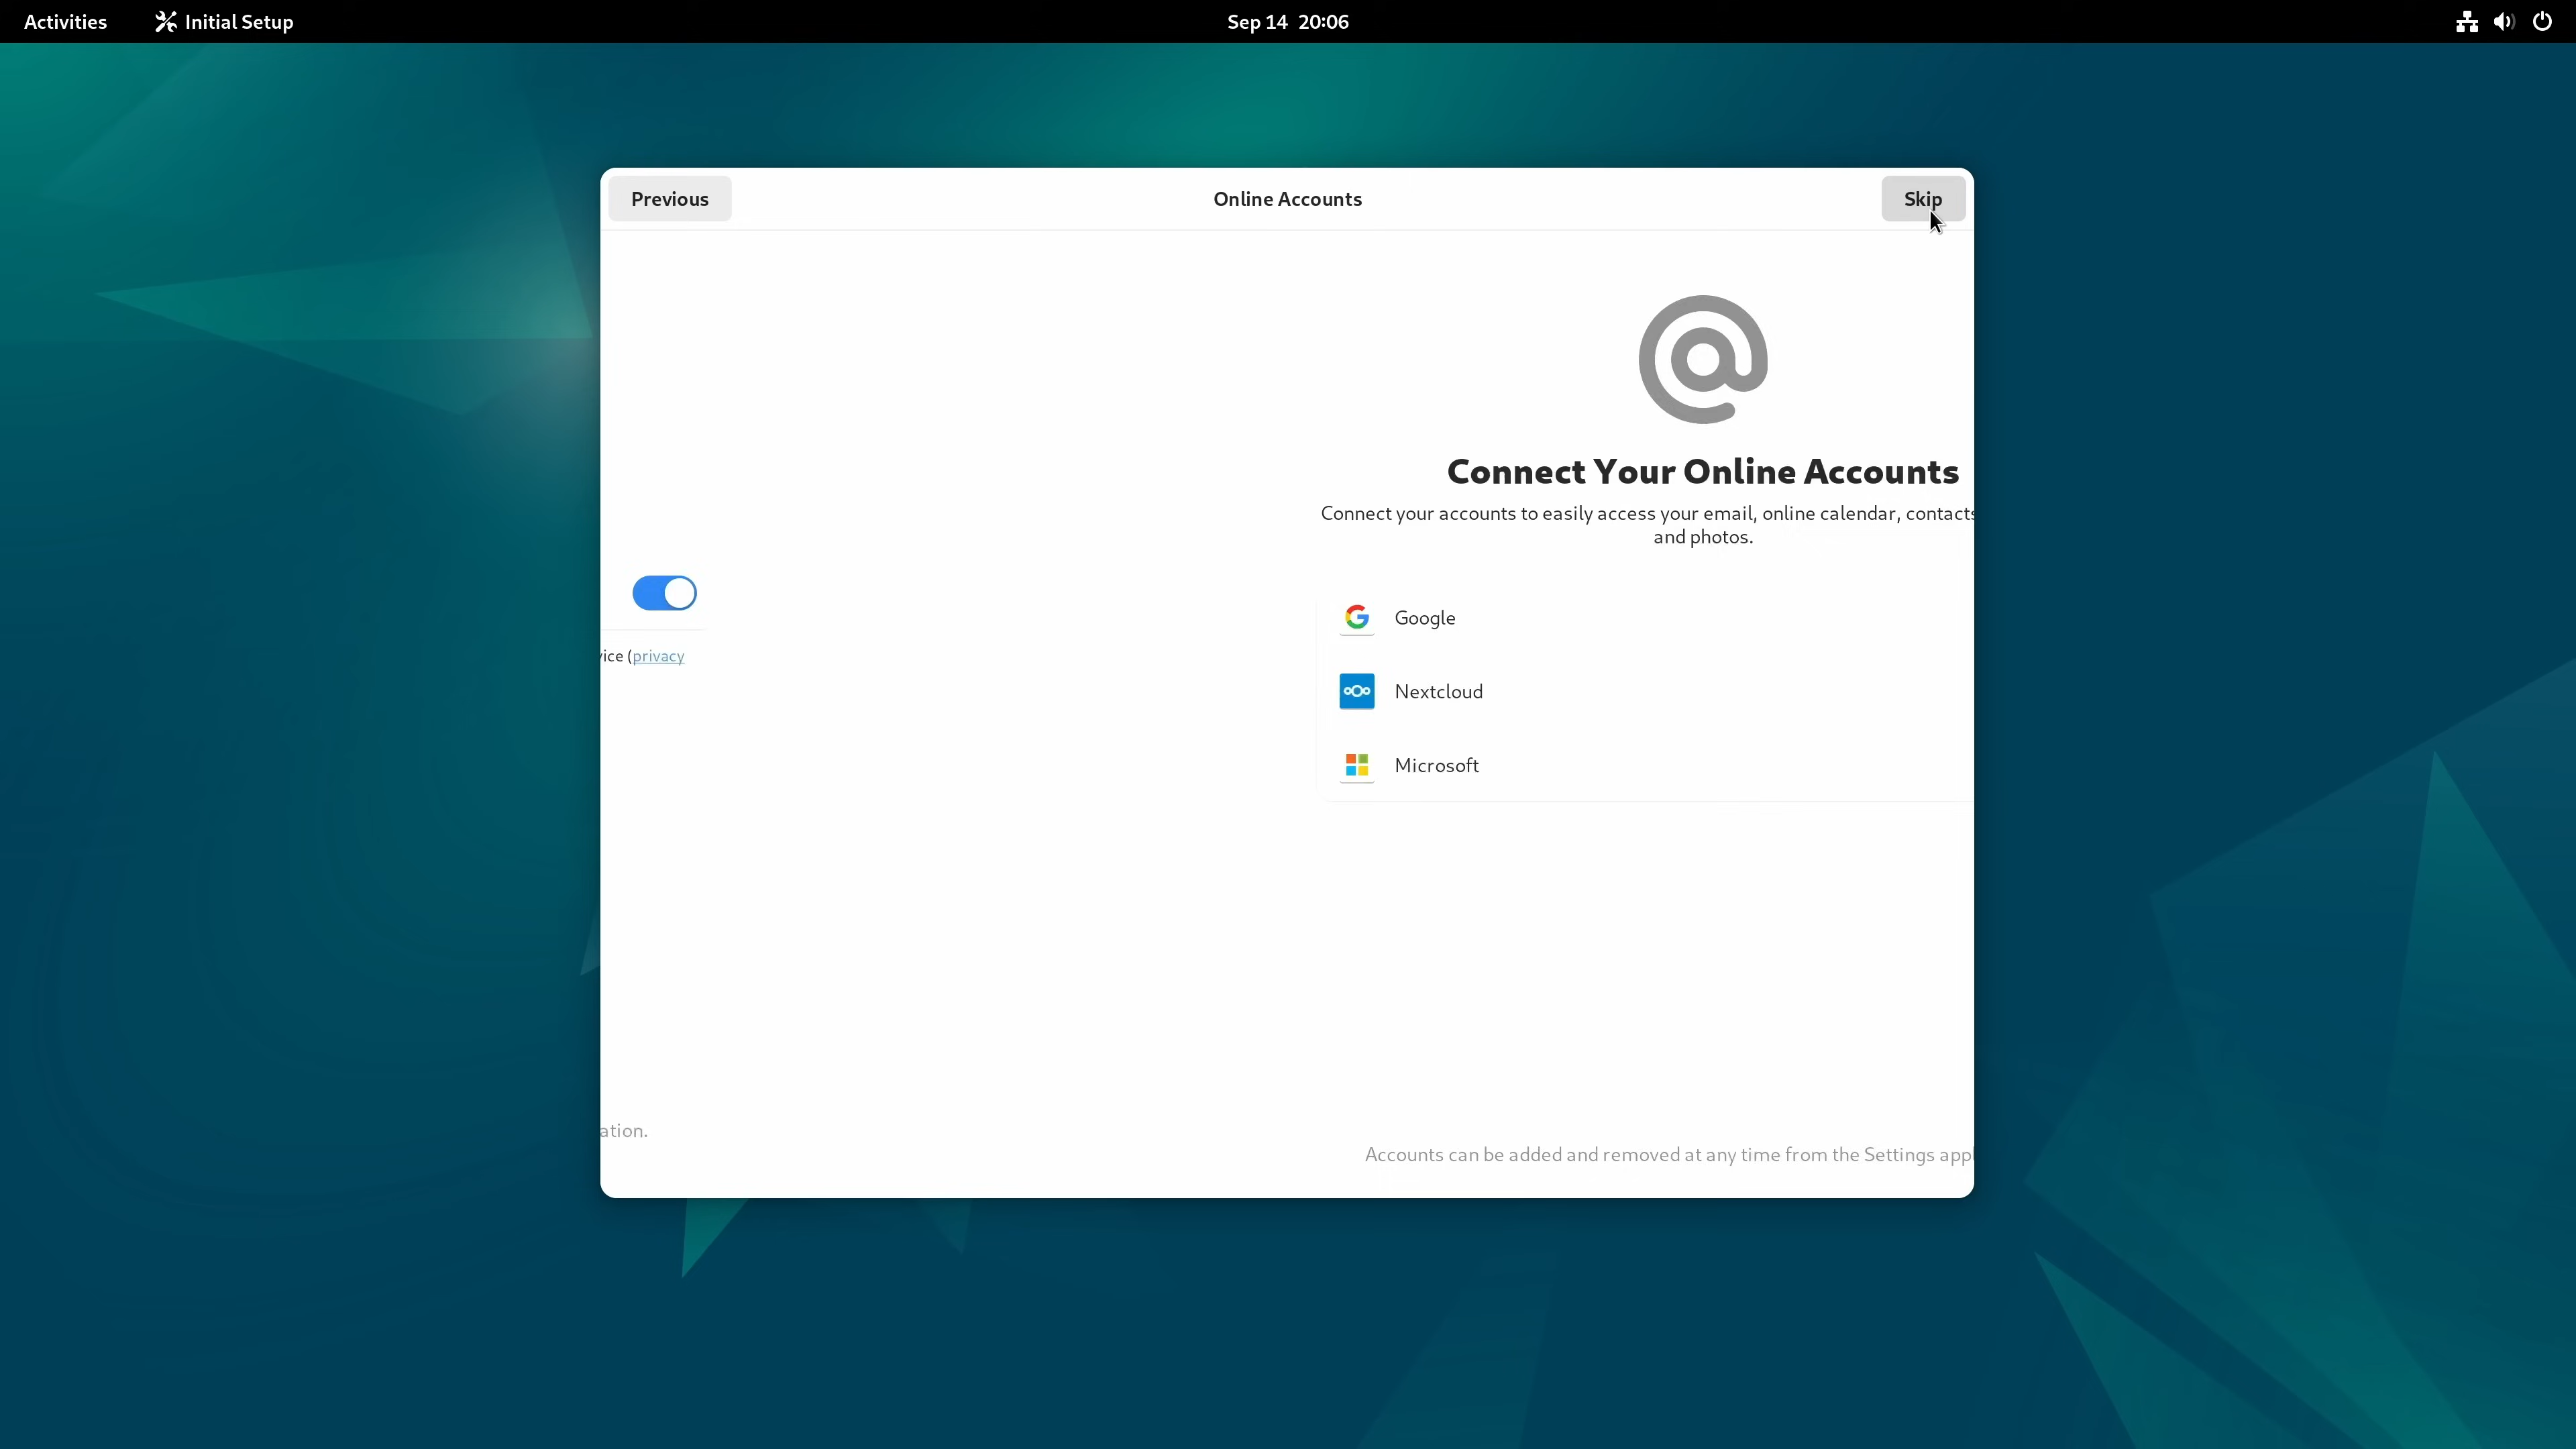 Activities
Initial Setup
Sep 14 20:06
Previous
Online Accounts
Skip
Connect Your Online Accounts
Connect your accounts to easily access your email, online calendar, contacts
and photos.
Google
vice (privacy
Nextcloud
Microsoft
ation.
Accounts can be added and removed at any time from the Settings appl